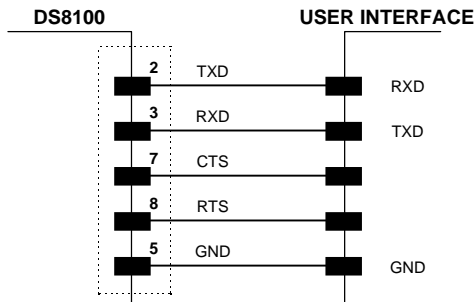 DS8100 USER INTERFACE
2 TXD RXD
3 RXD TXD
7 CTS
8 RTS
5 GND GND